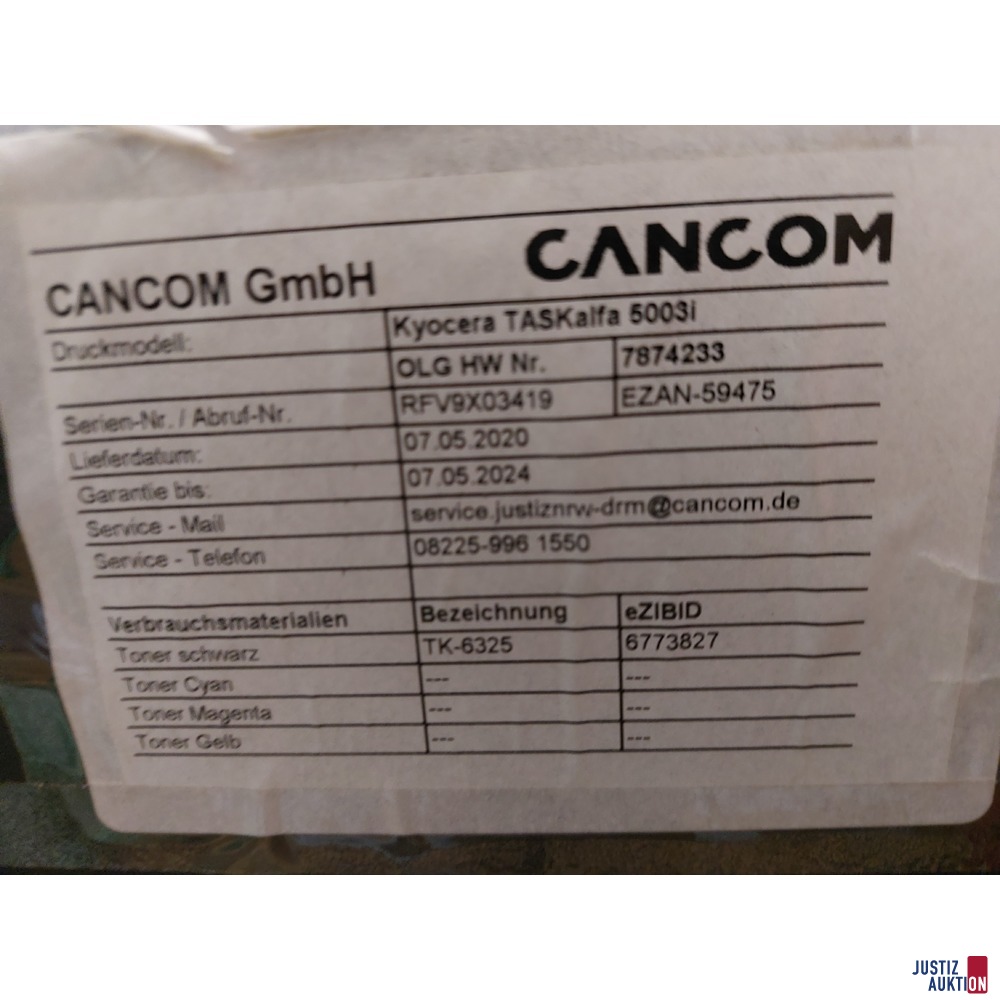 CANCOM
CANCOM GmbH
Druckmodell: Kyocera TASKalfa 5003i
OLG HW Nr. 7874233
Serien-Nr. / Abruf-Nr. RFV9X03419 EZAN-59475
Lieferdatum: 07.05.2020
Garantie bis: 07.05.2024
Service - Mail service.justiznrw-drm@cancom.de
Service - Telefon 08225-996 1550
Verbrauchsmaterialien Bezeichnung eZIBID
Toner schwarz TK-6325 6773827
Toner Cyan --- ---
Toner Magenta --- ---
Toner Gelb --- ---
JUSTIZ
AUKTION